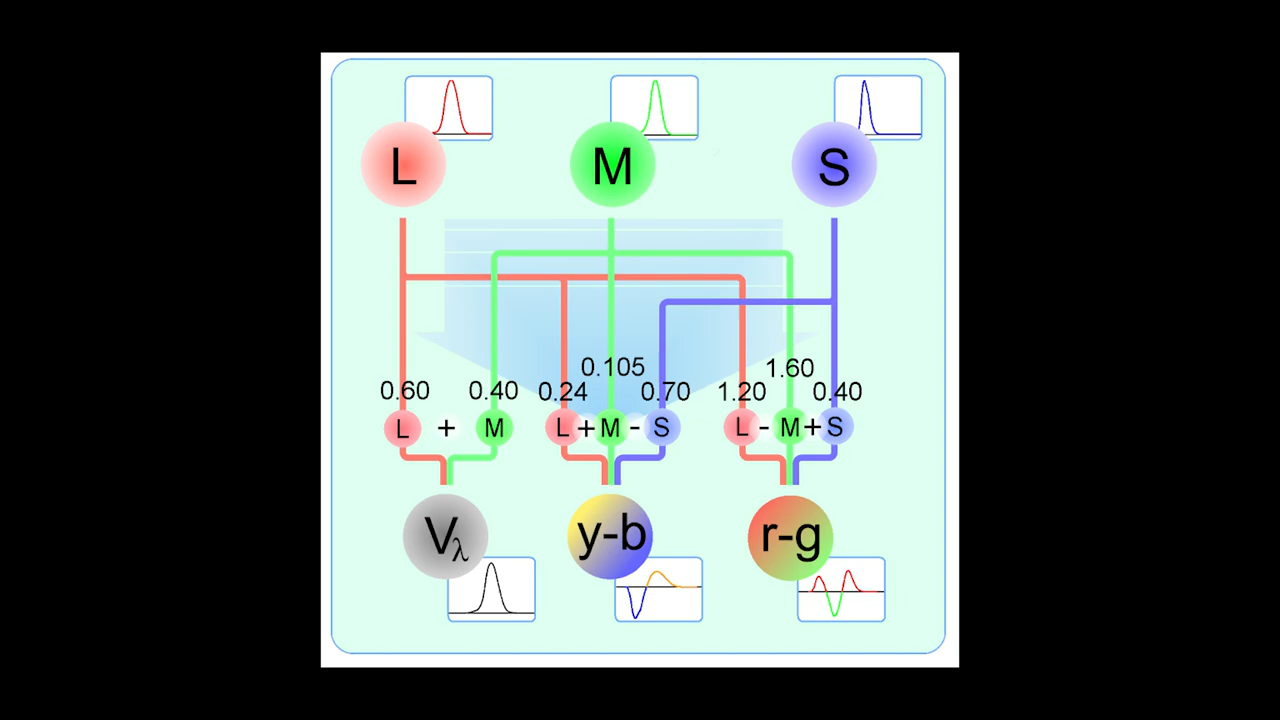 L M S
0.105 1.60
0.60 0.40 0.24 0.70 1.20 0.40
L + M L + M - S L - M + S
Vλ y-b r-g